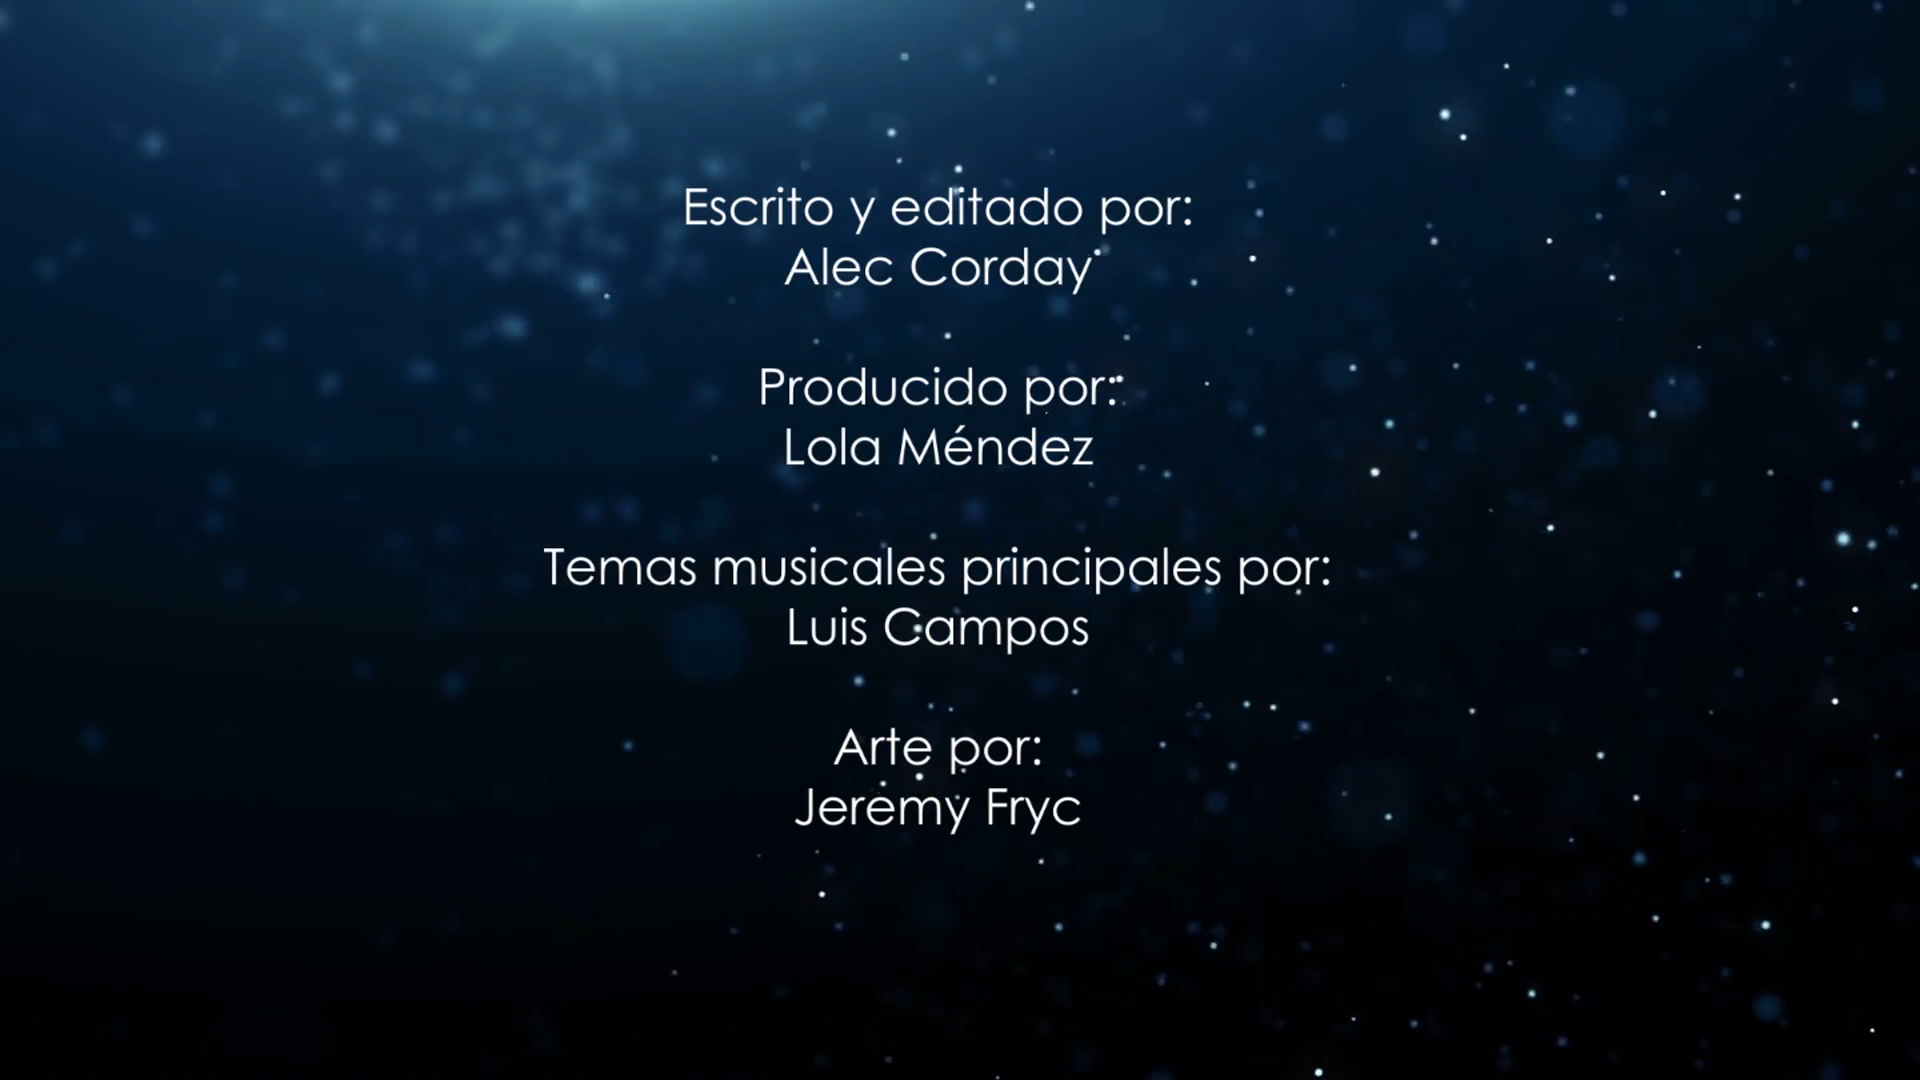 Escrito y editado por:
Alec Corday
Producido por:
Lola Méndez
Temas musicales principales por:
Luis Campos
Arte por:
Jeremy Fryc